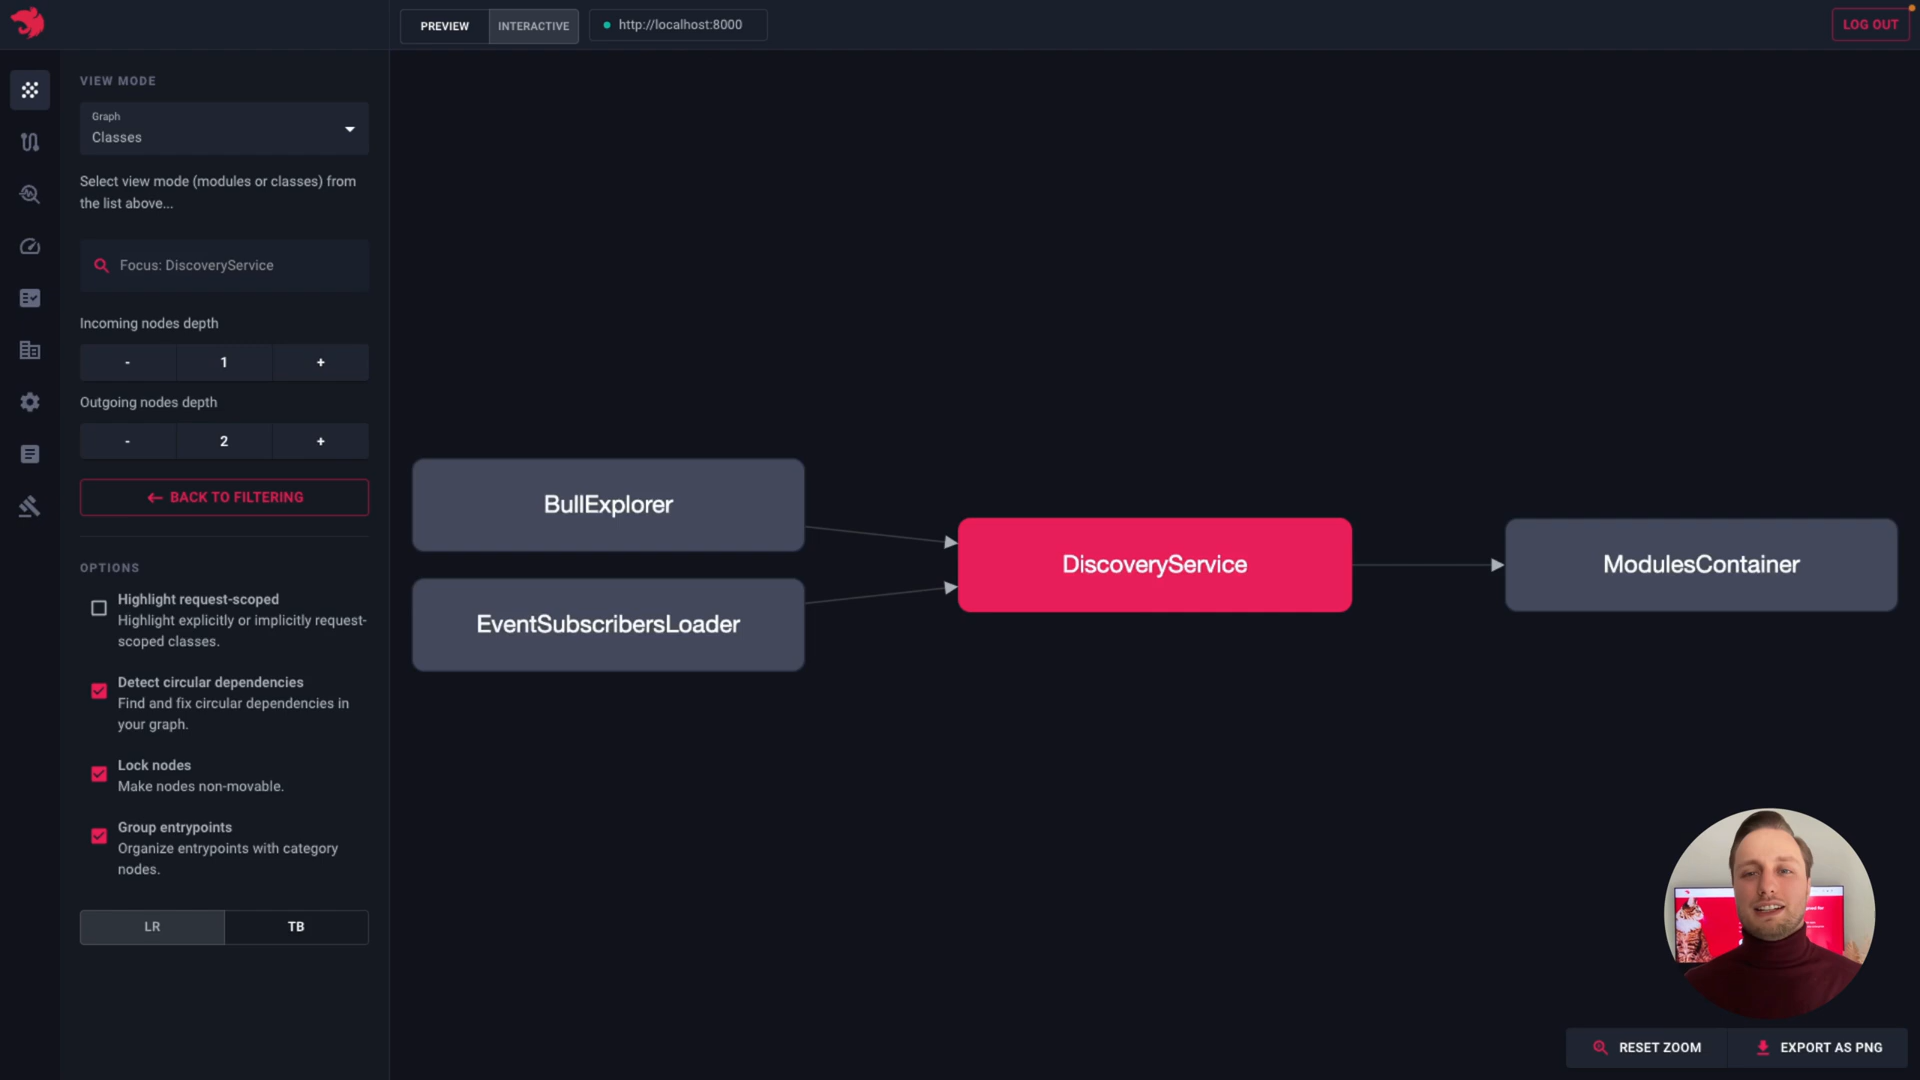 PREVIEW
INTERACTIVE
http://localhost:8000
LOG OUT
VIEW MODE
Graph
Classes
Select view mode (modules or classes) from
the list above...
Focus: DiscoveryService
Incoming nodes depth
- 1 +
Outgoing nodes depth
- 2 +
BACK TO FILTERING
OPTIONS
Highlight request-scoped
Highlight explicitly or implicitly request-
scoped classes.
Detect circular dependencies
Find and fix circular dependencies in
your graph.
Lock nodes
Make nodes non-movable.
Group entrypoints
Organize entrypoints with category
nodes.
LR
TB
BullExplorer
EventSubscribersLoader
DiscoveryService
ModulesContainer
RESET ZOOM
EXPORT AS PNG